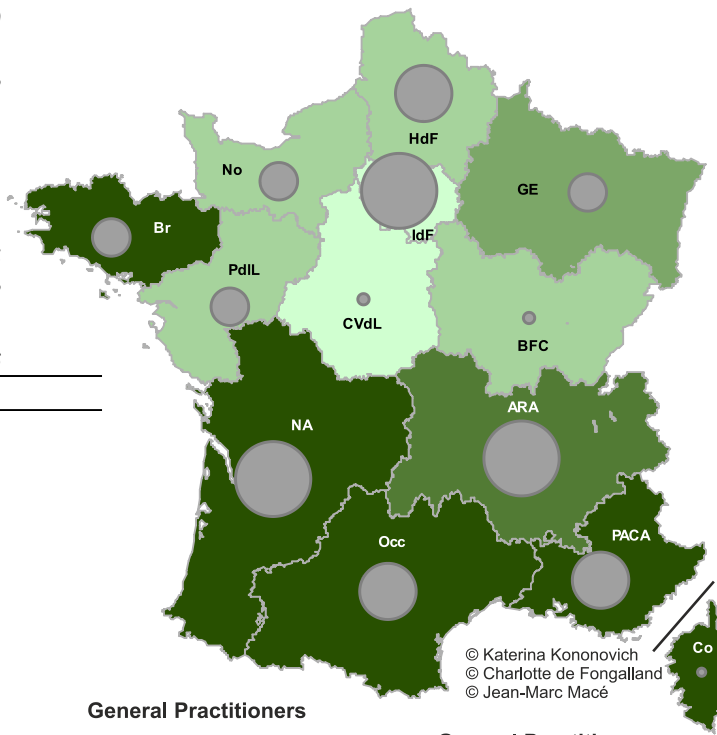 HdF
No
GE
IdF
Br
PdlL
CVdL
BFC
NA
ARA
Occ
PACA
© Katerina Kononovich
© Charlotte de Fongalland
© Jean-Marc Macé
Co
General Practitioners